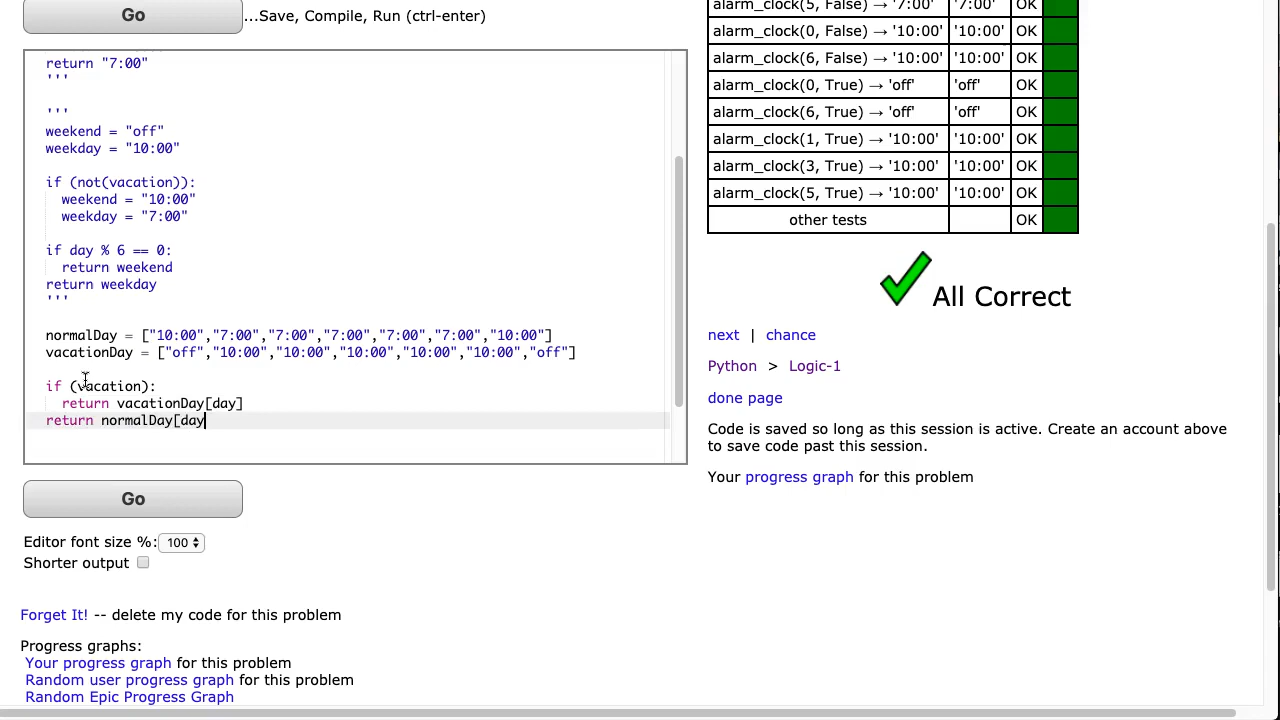 Go ...Save, Compile, Run (ctrl-enter)
return "7:00"
'''
'''
weekend = "off"
weekday = "10:00"
if (not(vacation)):
weekend = "10:00"
weekday = "7:00"
if day % 6 == 0:
return weekend
return weekday
'''
normalDay = ["10:00","7:00","7:00","7:00","7:00","7:00","10:00"]
vacationDay = ["off","10:00","10:00","10:00","10:00","10:00","off"]
if (vacation):
return vacationDay[day]
return normalDay[day
Go
Editor font size %: 100
Shorter output
Forget It! -- delete my code for this problem
Progress graphs:
Your progress graph for this problem
Random user progress graph for this problem
Random Epic Progress Graph
alarm_clock(5, False) → '7:00' '7:00' OK
alarm_clock(0, False) → '10:00' '10:00' OK
alarm_clock(6, False) → '10:00' '10:00' OK
alarm_clock(0, True) → 'off' 'off' OK
alarm_clock(6, True) → 'off' 'off' OK
alarm_clock(1, True) → '10:00' '10:00' OK
alarm_clock(3, True) → '10:00' '10:00' OK
alarm_clock(5, True) → '10:00' '10:00' OK
other tests OK
All Correct
next | chance
Python > Logic-1
done page
Code is saved so long as this session is active. Create an account above
to save code past this session.
Your progress graph for this problem